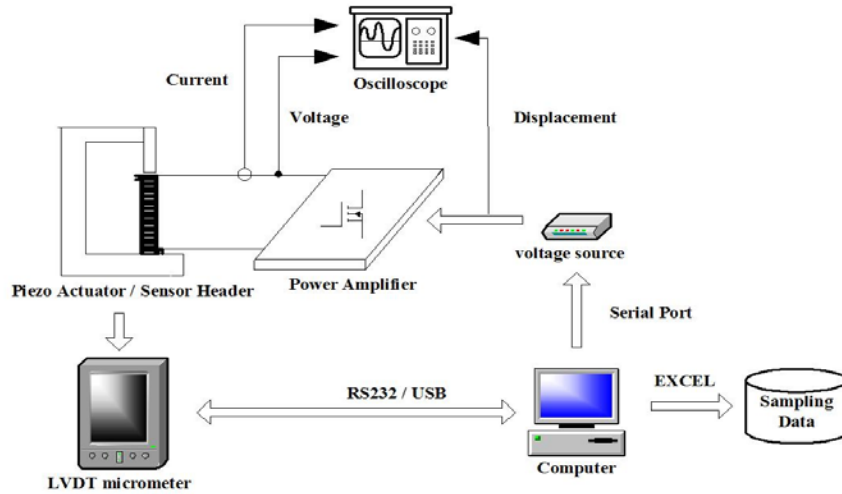 Oscilloscope
Current
Voltage
Displacement
voltage source
Power Amplifier
Piezo Actuator / Sensor Header
Serial Port
RS232 / USB
EXCEL
Sampling
Data
Computer
LVDT micrometer